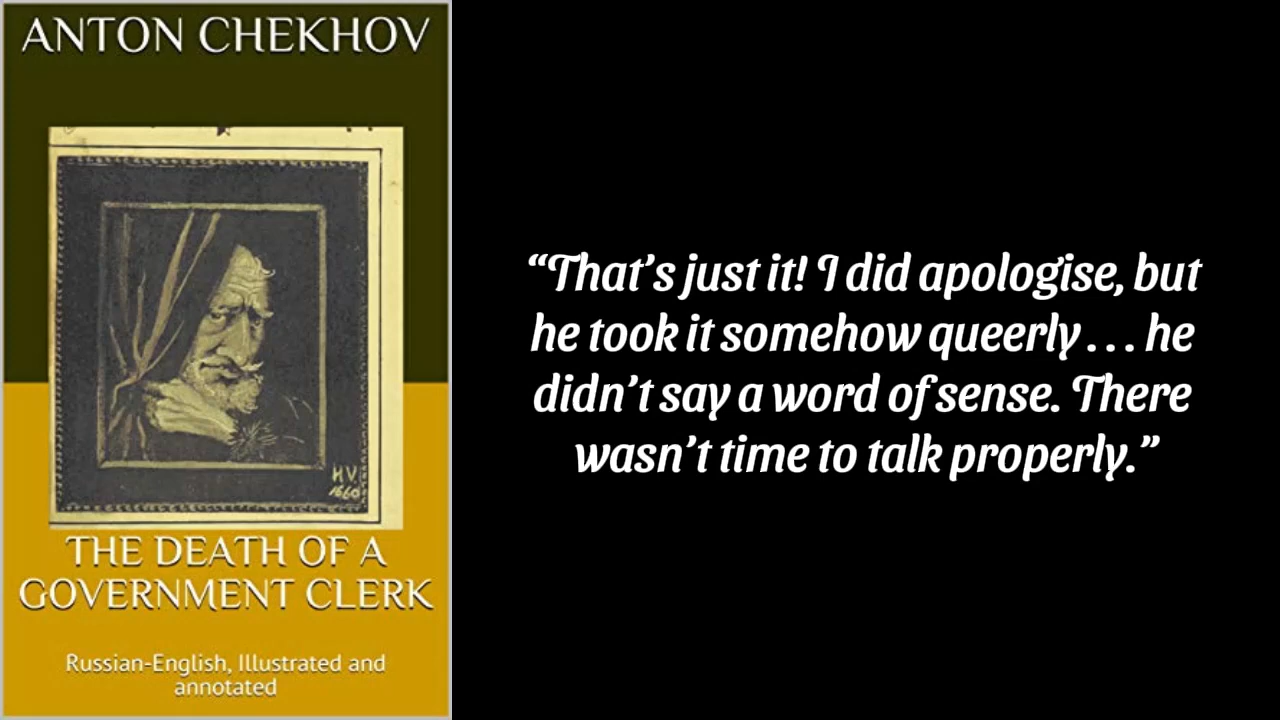 ANTON CHEKHOV
H.V.
1660
THE DEATH OF A
GOVERNMENT CLERK
Russian-English, Illustrated and
annotated
“That’s just it! I did apologise, but
he took it somehow queerly . . . he
didn’t say a word of sense. There
wasn’t time to talk properly.”